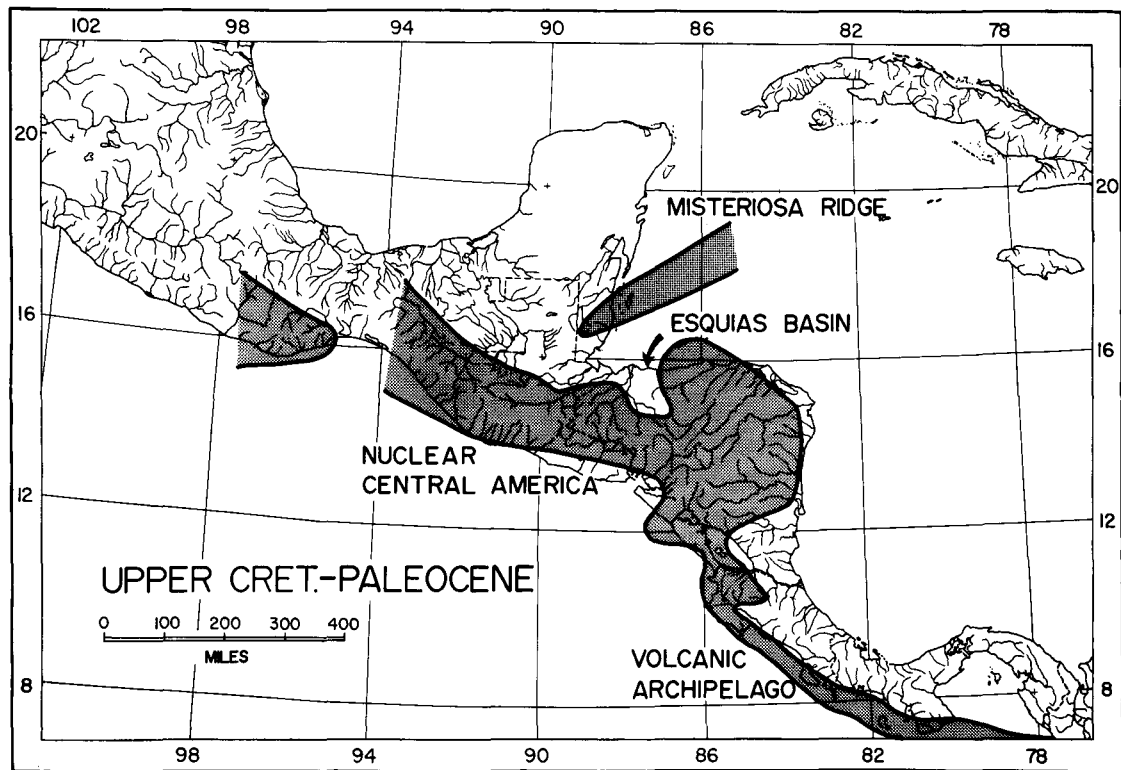 102 98 94 90 86 82 78
20
20
MISTERIOSA RIDGE
16
ESQUIAS BASIN
16
NUCLEAR
CENTRAL AMERICA
12
12
UPPER CRET.-PALEOCENE
0 100 200 300 400
MILES
VOLCANIC
ARCHIPELAGO
8
8
98 94 90 86 82 78